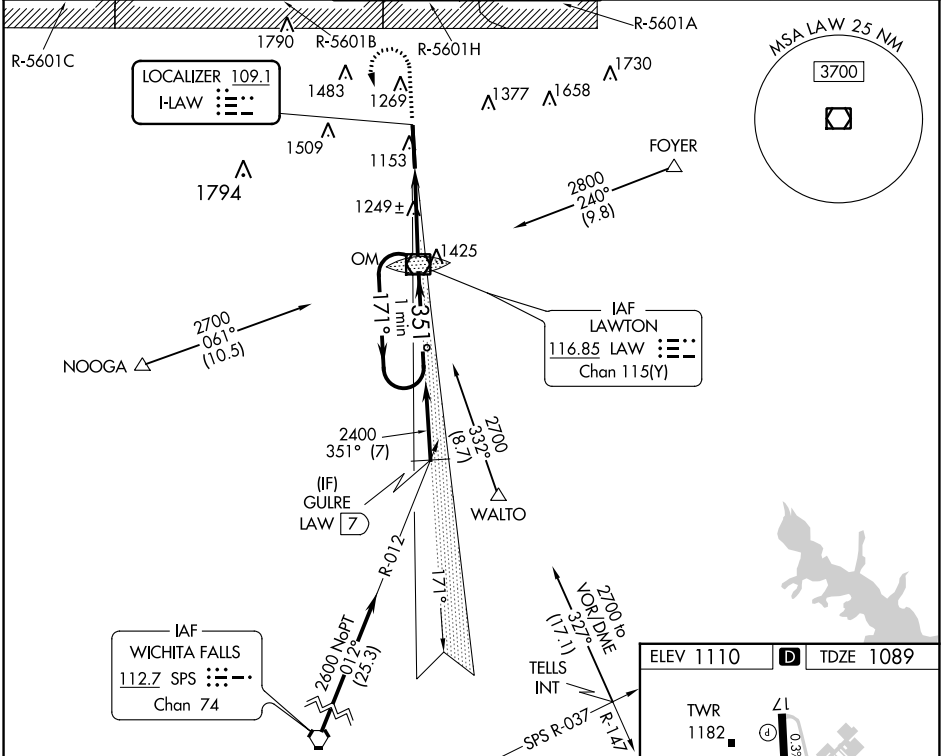 R-5601C
1790
R-5601B
R-5601H
R-5601A
MSA LAW 25 NM
3700
LOCALIZER 109.1
I-LAW
1483
1269
1377
1658
1730
1509
1153
1794
FOYER
2800
240°
(9.8)
1249±
OM
1425
IAF
LAWTON
116.85 LAW
Chan 115(Y)
2700
061°
(10.5)
NOOGA
171°
1 min
351°
2400
351° (7)
2700
332°
(8.7)
WALTO
(IF)
GULRE
LAW 7
R-012
171°
2600 NoPT
012°
(25.3)
IAF
WICHITA FALLS
112.7 SPS
Chan 74
2700 to
VOR/DME
327°
(17.1)
TELLS
INT
SPS R-037
R-147
ELEV 1110
D
TDZE 1089
TWR
1182
P
17